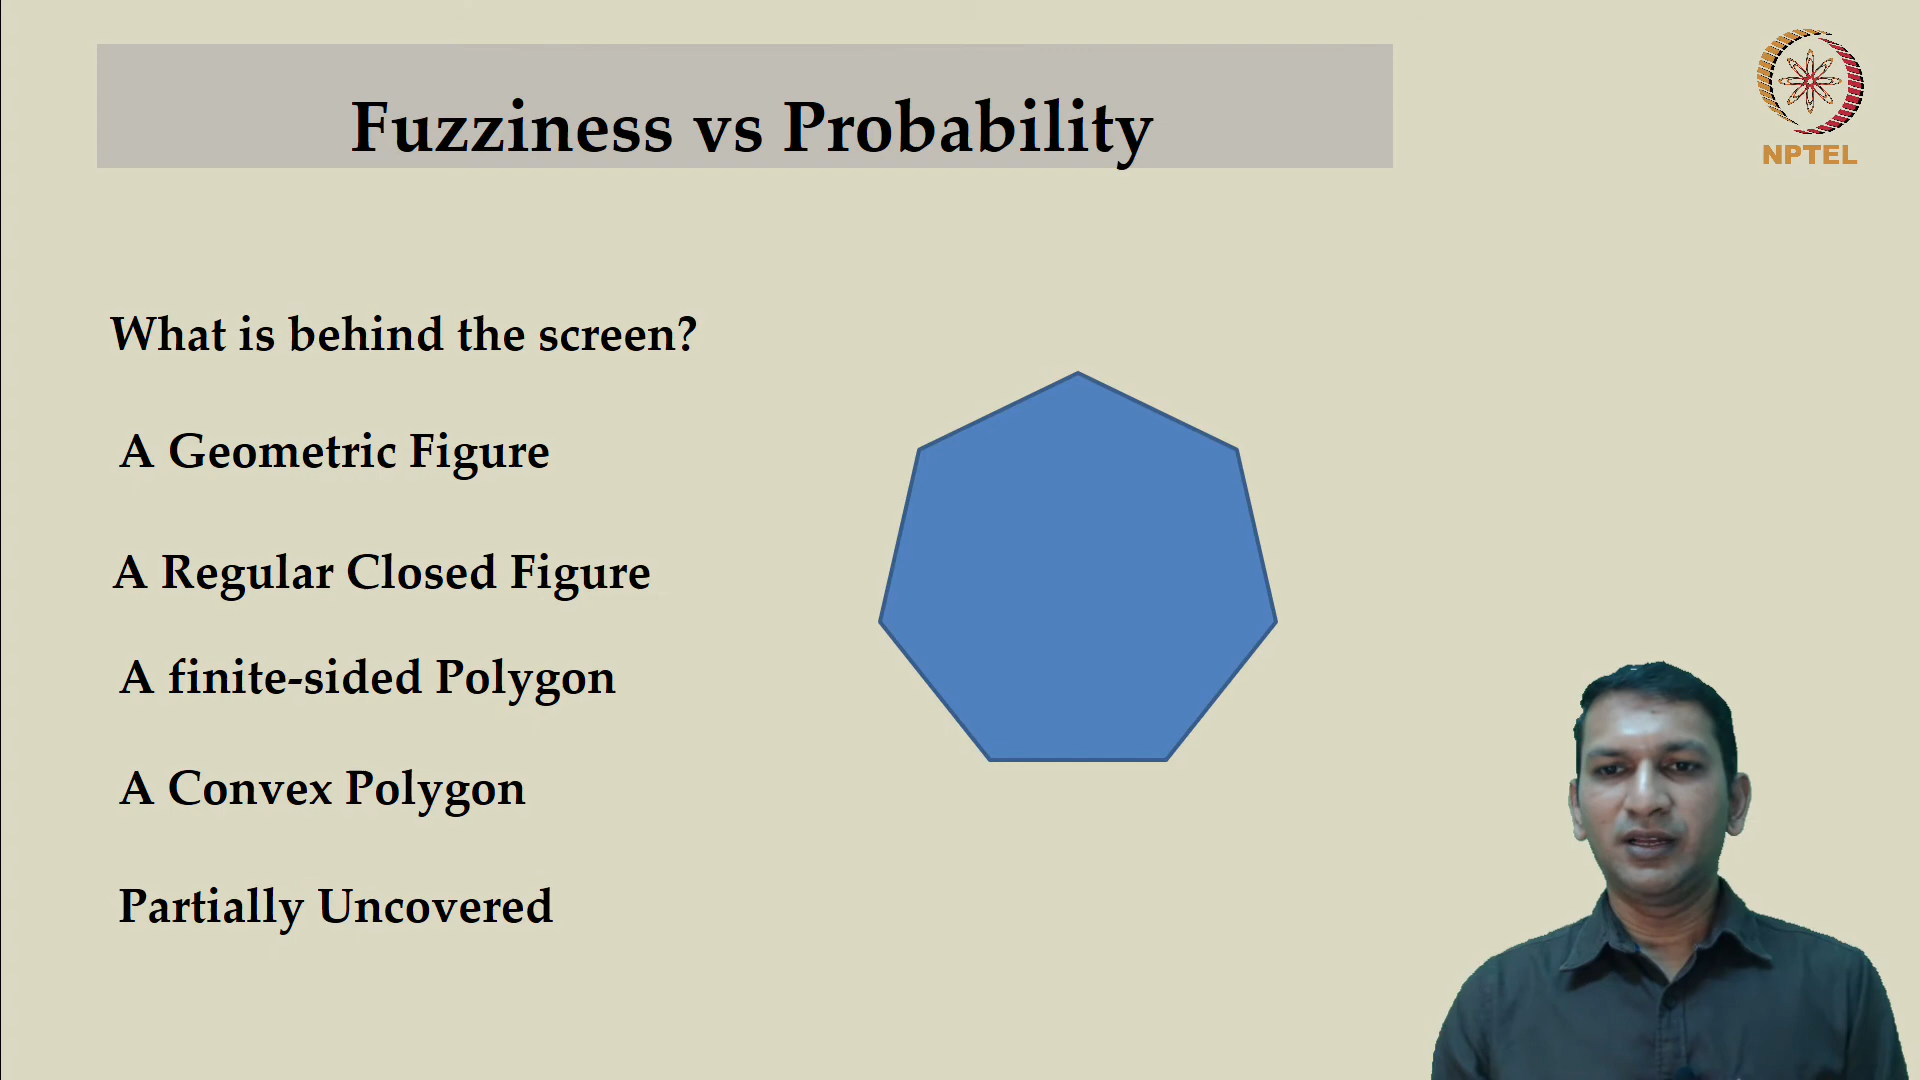 Fuzziness vs Probability
NPTEL
What is behind the screen?
A Geometric Figure
A Regular Closed Figure
A finite-sided Polygon
A Convex Polygon
Partially Uncovered